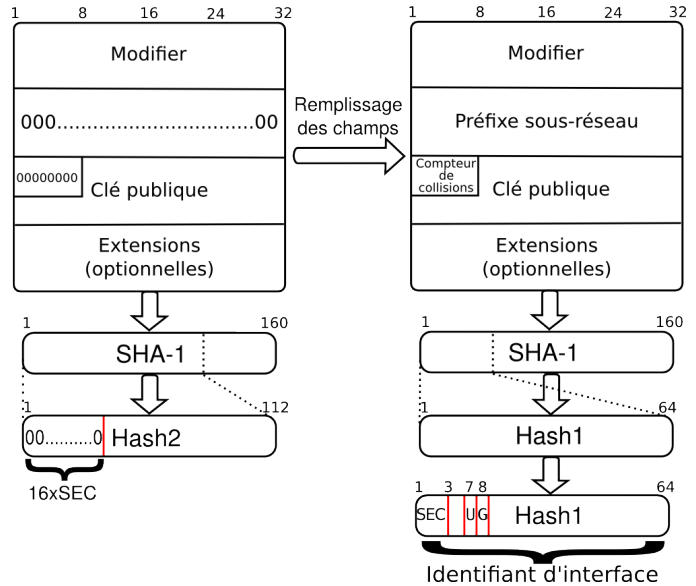 1 8 16 24 32
Modifier
000..................................00
00000000
Clé publique
Extensions
(optionnelles)
1 160
SHA-1
1 112
00..........0 Hash2
16xSEC
Remplissage
des champs
1 8 16 24 32
Modifier
Préfixe sous-réseau
Compteur
de
collisions
Clé publique
Extensions
(optionnelles)
1 160
SHA-1
1 64
Hash1
1 3 7 8 64
SEC U G Hash1
Identifiant d'interface